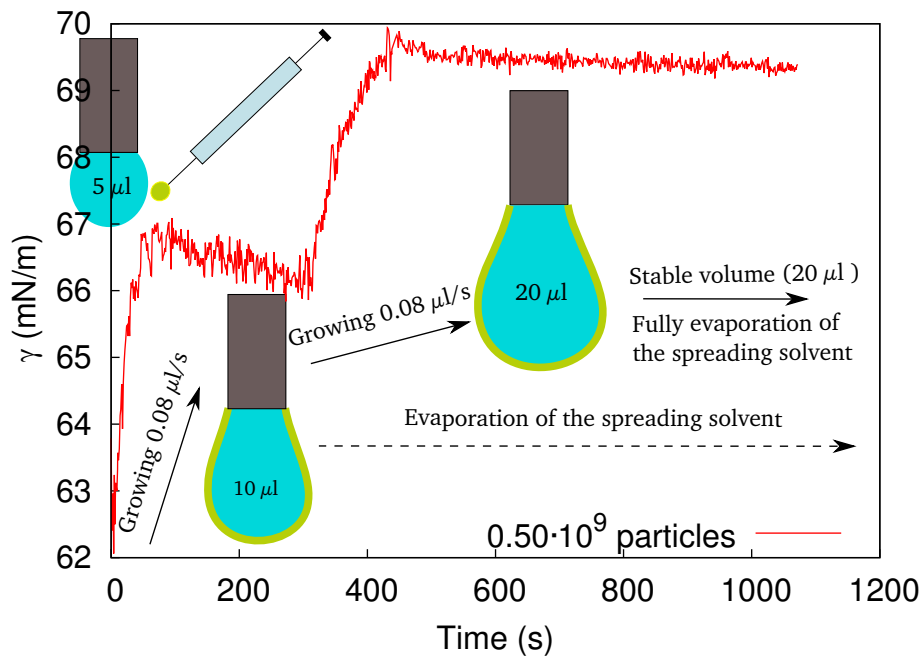 γ (mN/m)
70
69
68
67
66
65
64
63
62
5 μl
Growing 0.08 μl/s
10 μl
Growing 0.08 μl/s
20 μl
Stable volume (20 μl )
Fully evaporation of
the spreading solvent
Evaporation of the spreading solvent
0.50·10⁹ particles
0 200 400 600 800 1000 1200
Time (s)